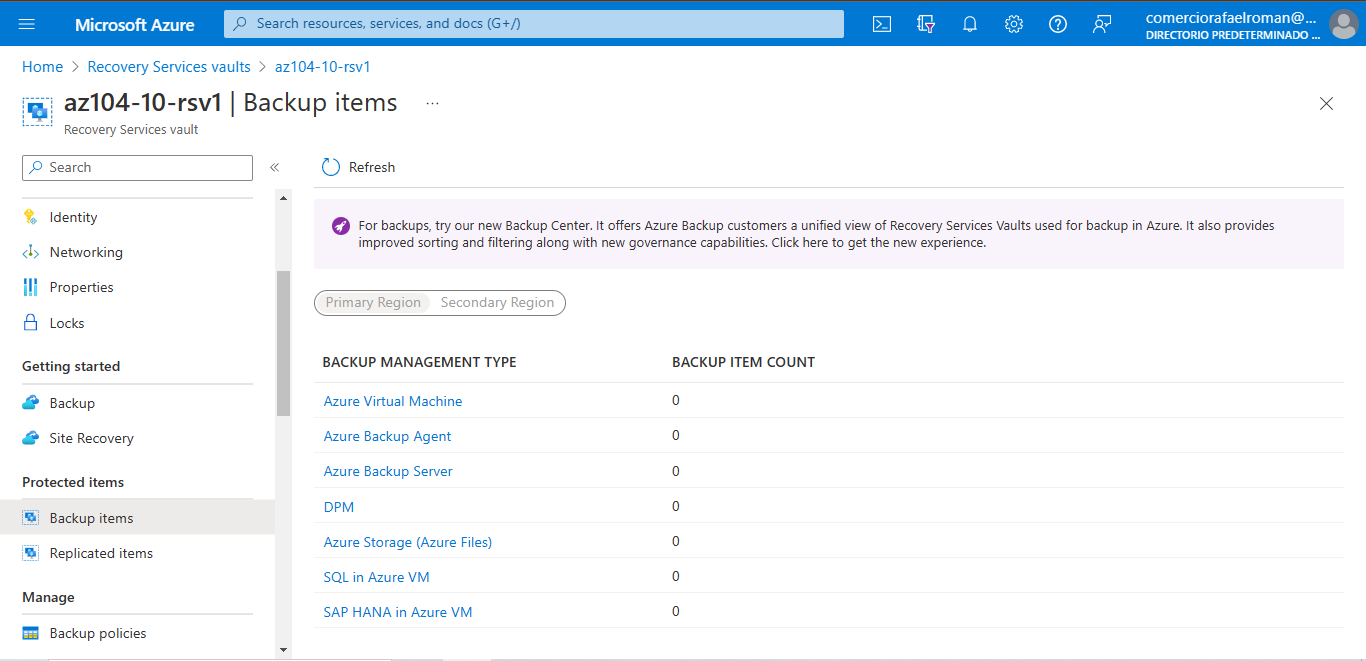 Microsoft Azure
Search resources, services, and docs (G+/)
comerciorafaelroman@...
DIRECTORIO PREDETERMINADO ...
Home > Recovery Services vaults > az104-10-rsv1
az104-10-rsv1 | Backup items ...
Recovery Services vault
Search «
Refresh
Identity
Networking
Properties
Locks
Getting started
Backup
Site Recovery
Protected items
Backup items
Replicated items
Manage
Backup policies
For backups, try our new Backup Center. It offers Azure Backup customers a unified view of Recovery Services Vaults used for backup in Azure. It also provides
improved sorting and filtering along with new governance capabilities. Click here to get the new experience.
Primary Region Secondary Region
BACKUP MANAGEMENT TYPE BACKUP ITEM COUNT
Azure Virtual Machine 0
Azure Backup Agent 0
Azure Backup Server 0
DPM 0
Azure Storage (Azure Files) 0
SQL in Azure VM 0
SAP HANA in Azure VM 0